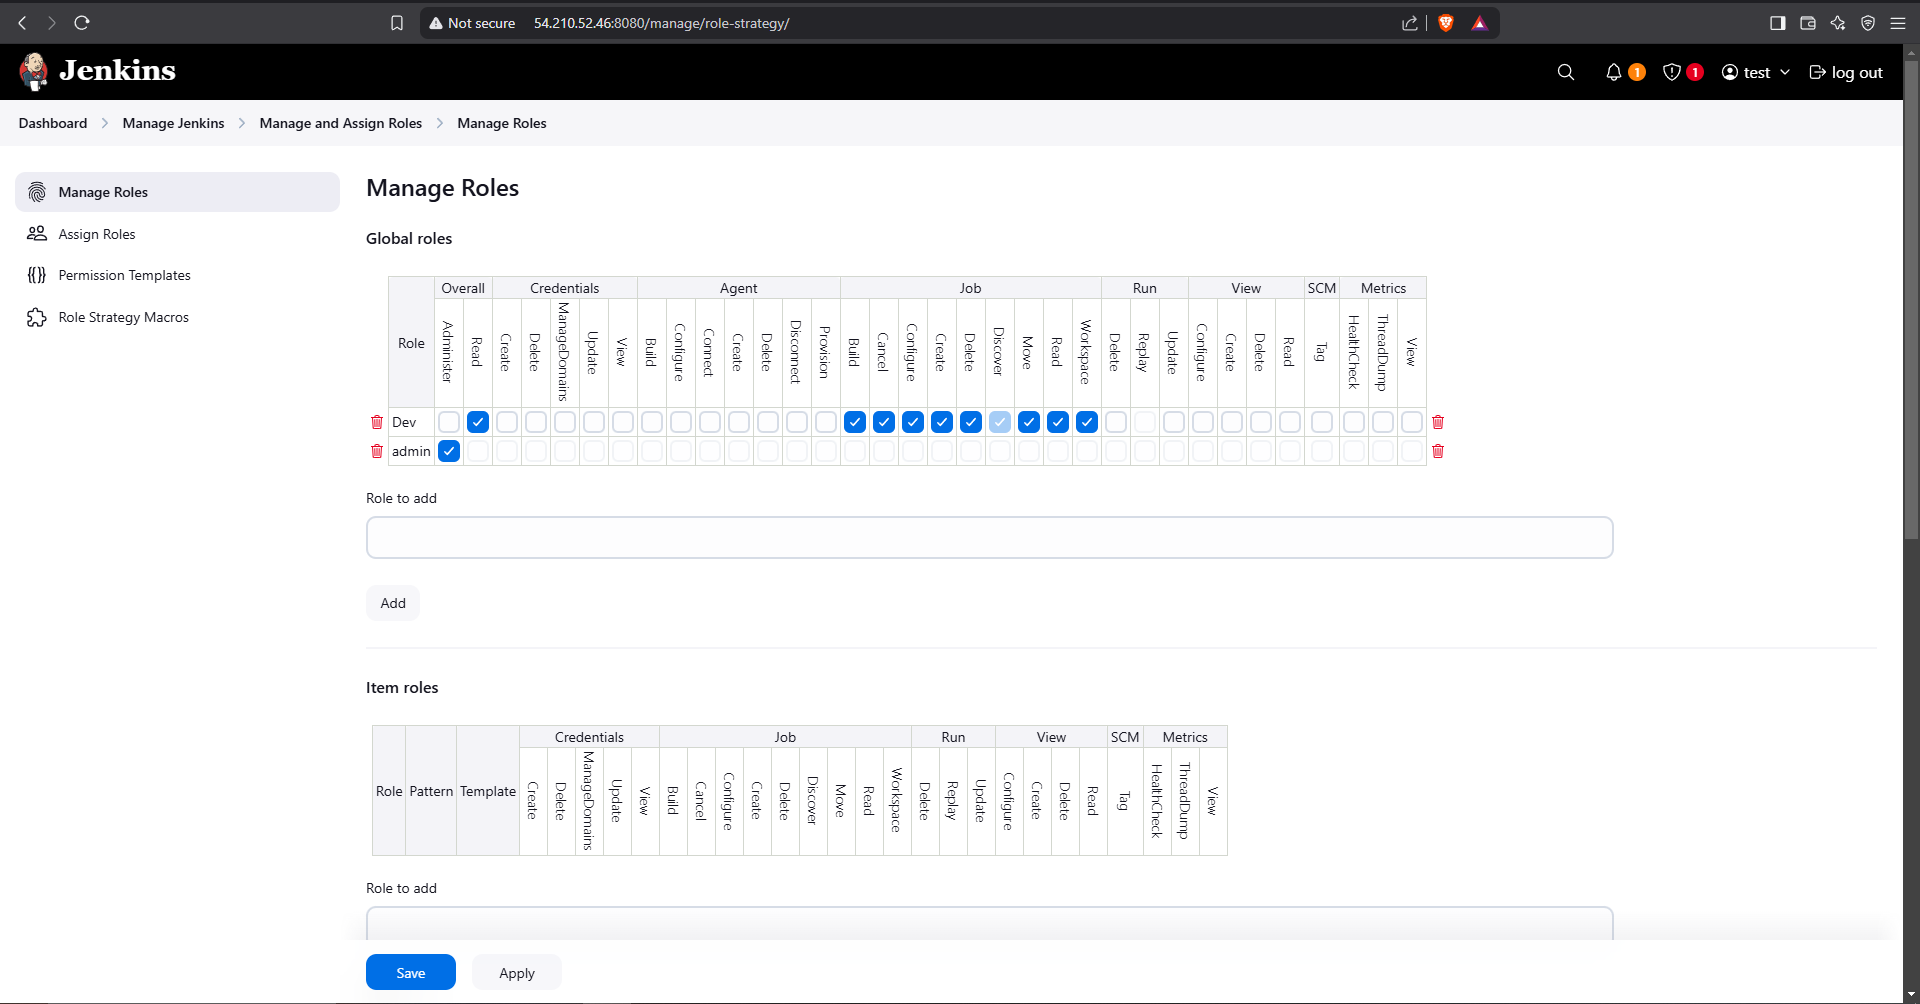 Not secure 54.210.52.46:8080/manage/role-strategy/
Jenkins
1 1 test log out
Dashboard Manage Jenkins Manage and Assign Roles Manage Roles
Manage Roles
Assign Roles
Permission Templates
Role Strategy Macros
Manage Roles
Global roles
Role Overall Credentials Agent Job Run View SCM Metrics
Administer Read Create Delete ManageDomains Update View Build Configure Connect Create Delete Disconnect Provision Build Cancel Configure Create Delete Discover Move Read Workspace Delete Replay Update Configure Create Delete Read Tag HealthCheck ThreadDump View
Dev
admin
Role to add
Add
Item roles
Role Pattern Template Credentials Job Run View SCM Metrics
Create Delete ManageDomains Update View Build Cancel Configure Create Delete Discover Move Read Workspace Delete Replay Update Configure Create Delete Read Tag HealthCheck ThreadDump View
Role to add
Save Apply